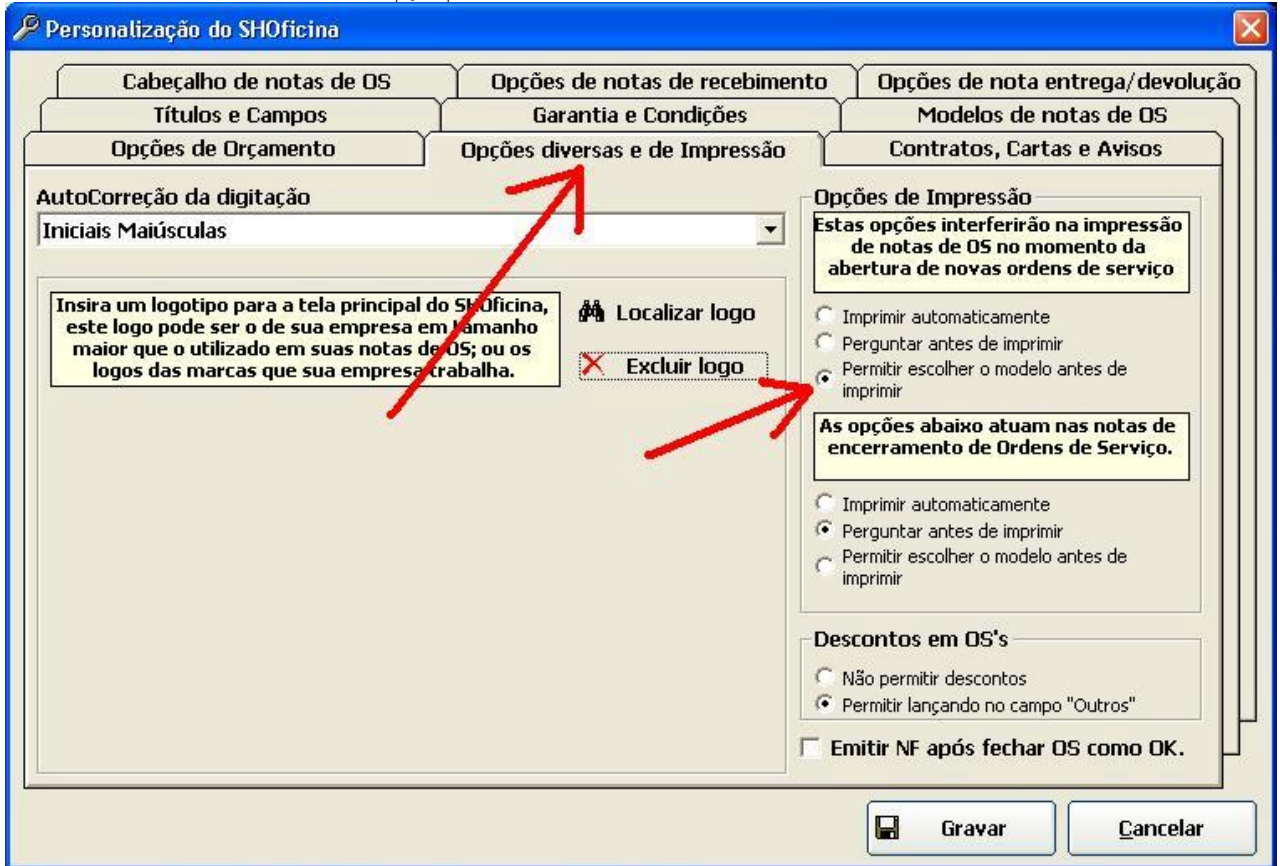 Personalização do SHOficina
Cabeçalho de notas de OS
Opções de notas de recebimento
Opções de nota entrega/devolução
Títulos e Campos
Garantia e Condições
Modelos de notas de OS
Opções de Orçamento
Opções diversas e de Impressão
Contratos, Cartas e Avisos
AutoCorreção da digitação
Iniciais Maiúsculas
Insira um logotipo para a tela principal do SHOficina,
este logo pode ser o de sua empresa em tamanho
maior que o utilizado em suas notas de OS; ou os
logos das marcas que sua empresa trabalha.
Localizar logo
Excluir logo
Opções de Impressão
Estas opções interferirão na impressão
de notas de OS no momento da
abertura de novas ordens de serviço
Imprimir automaticamente
Perguntar antes de imprimir
Permitir escolher o modelo antes de
imprimir
As opções abaixo atuam nas notas de
encerramento de Ordens de Serviço.
Imprimir automaticamente
Perguntar antes de imprimir
Permitir escolher o modelo antes de
imprimir
Descontos em OS's
Não permitir descontos
Permitir lançando no campo "Outros"
Emitir NF após fechar OS como OK.
Gravar
Cancelar